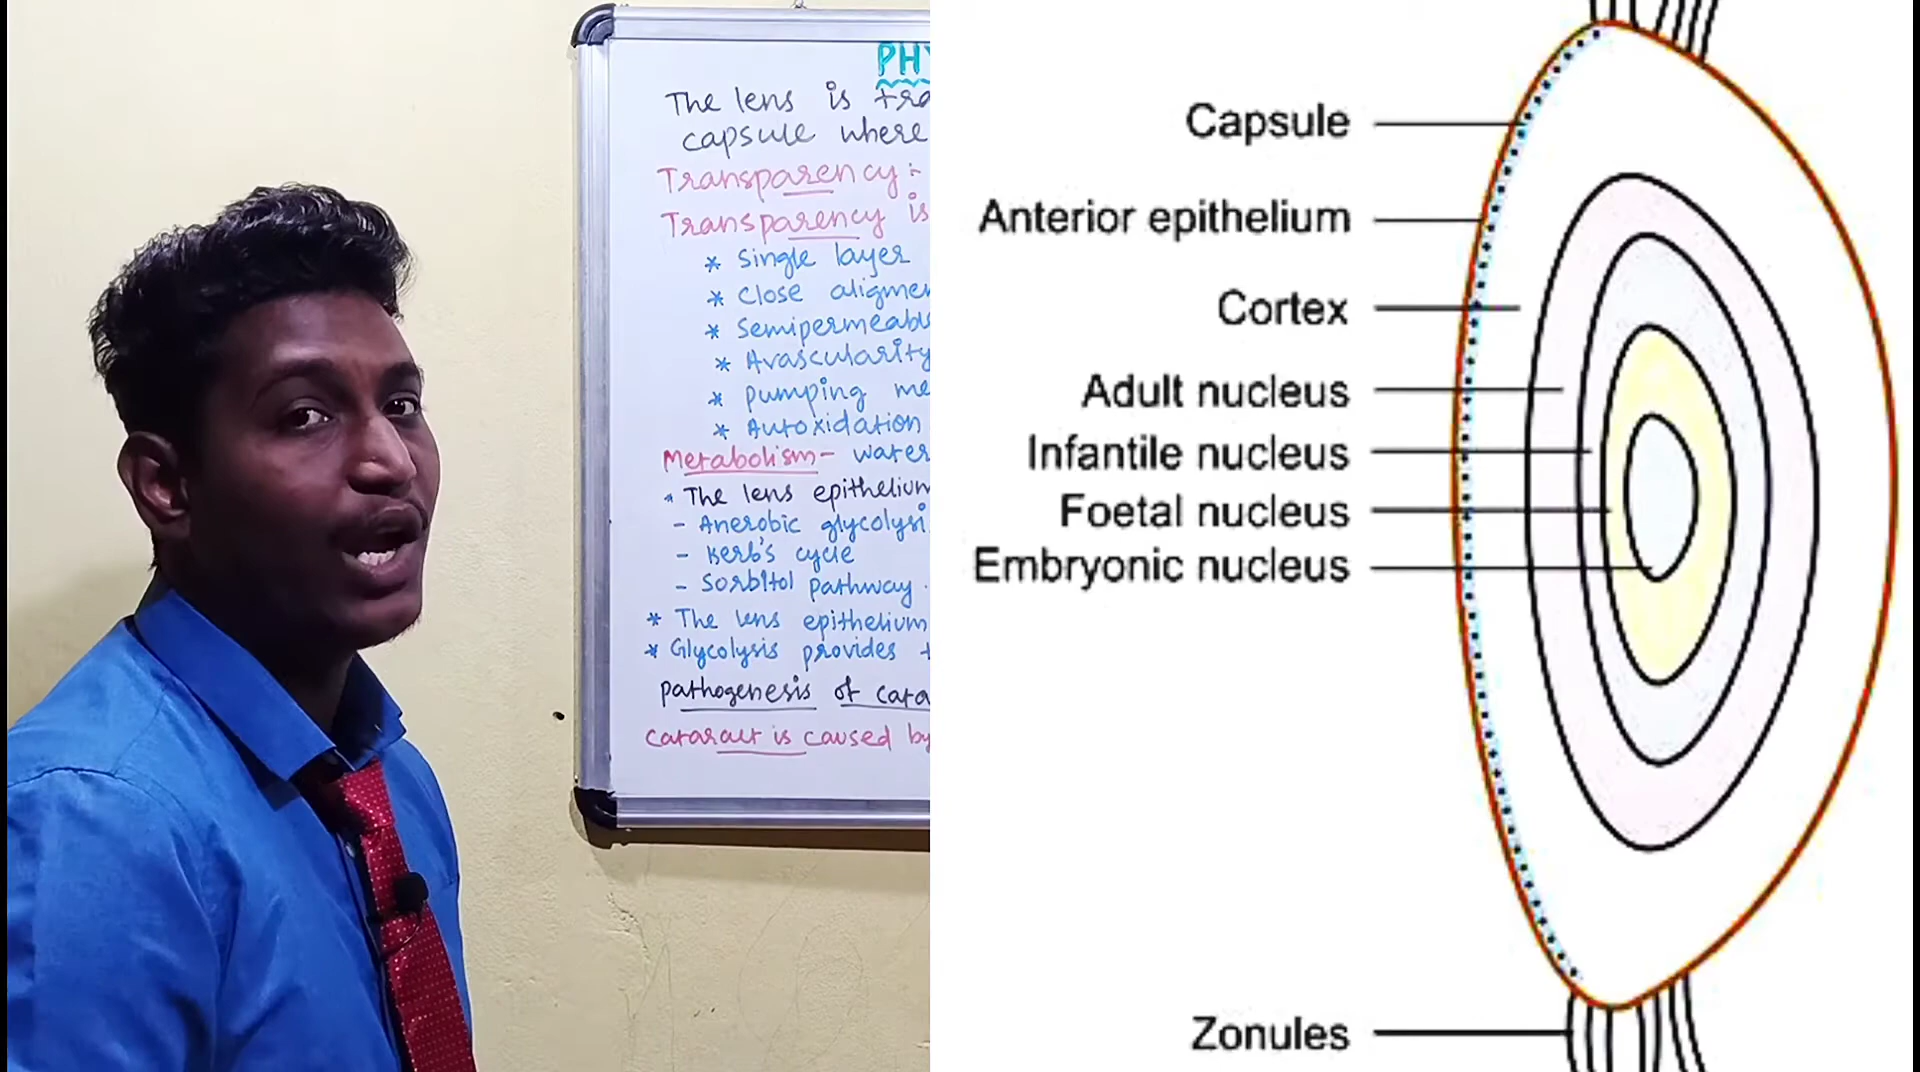 PHY
The lens is tra
capsule where
Transparency:-
Transparency is
* Single layer
* Close aligmen
* Semipermeable
* Avascularity
* Pumping me
* Autoxidation
Metabolism- water
* The lens epithelium
- Anerobic glycolysi
- Kerb's cycle
- Sorbitol pathway.
* The lens epithelium
* Glycolysis provides t
pathogenesis of cata
cataract is caused by
Capsule
Anterior epithelium
Cortex
Adult nucleus
Infantile nucleus
Foetal nucleus
Embryonic nucleus
Zonules